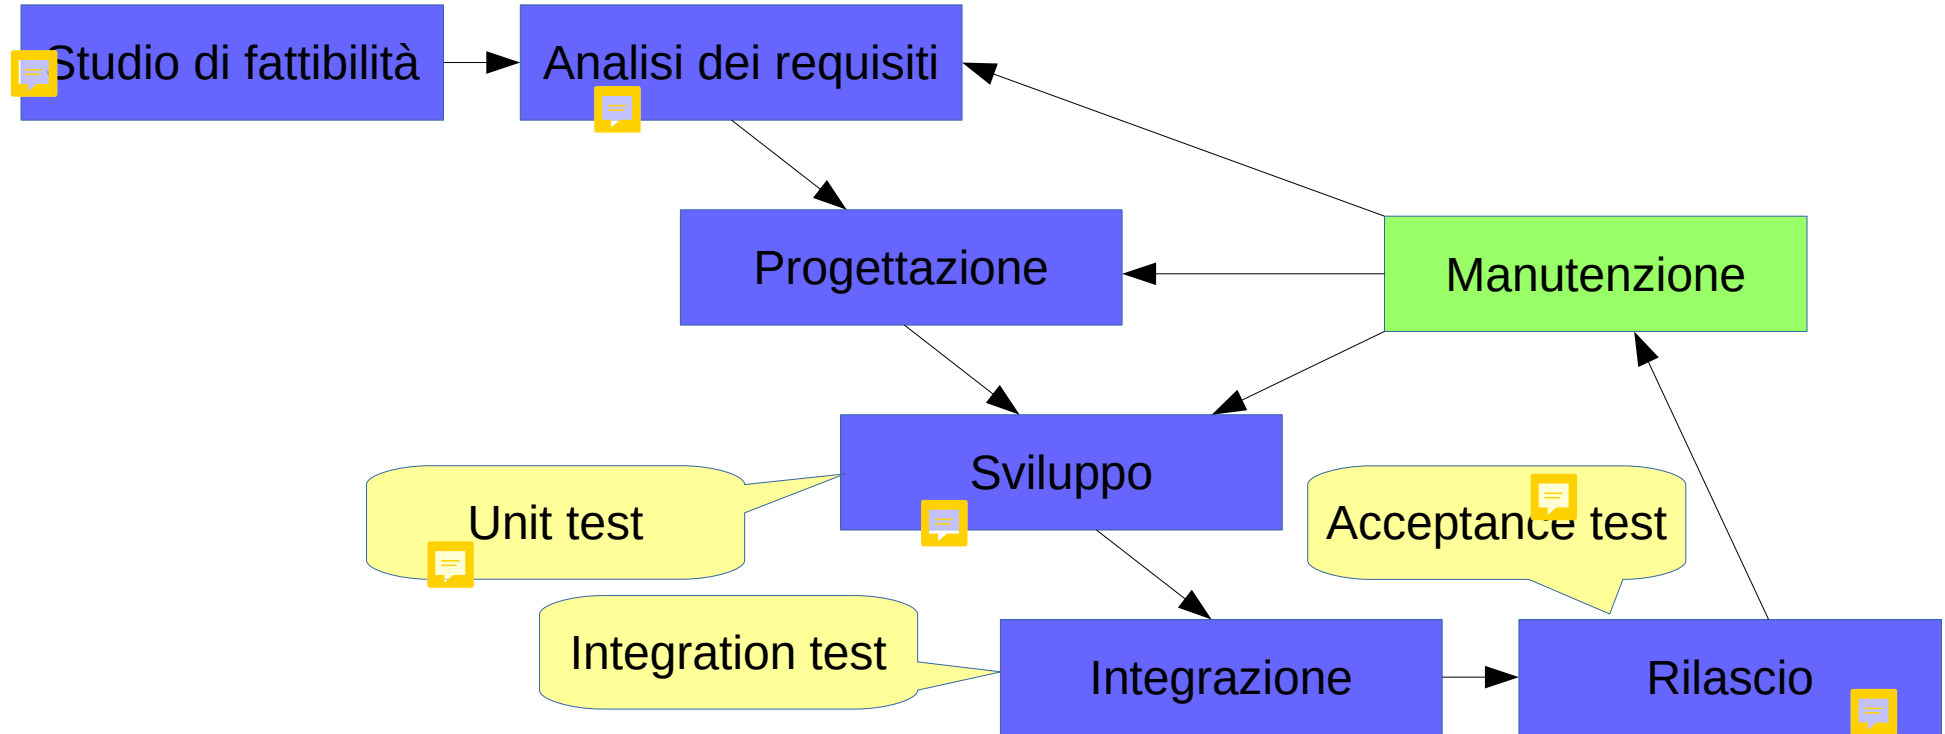 Studio di fattibilità
Analisi dei requisiti
Progettazione
Manutenzione
Sviluppo
Unit test
Acceptance test
Integration test
Integrazione
Rilascio